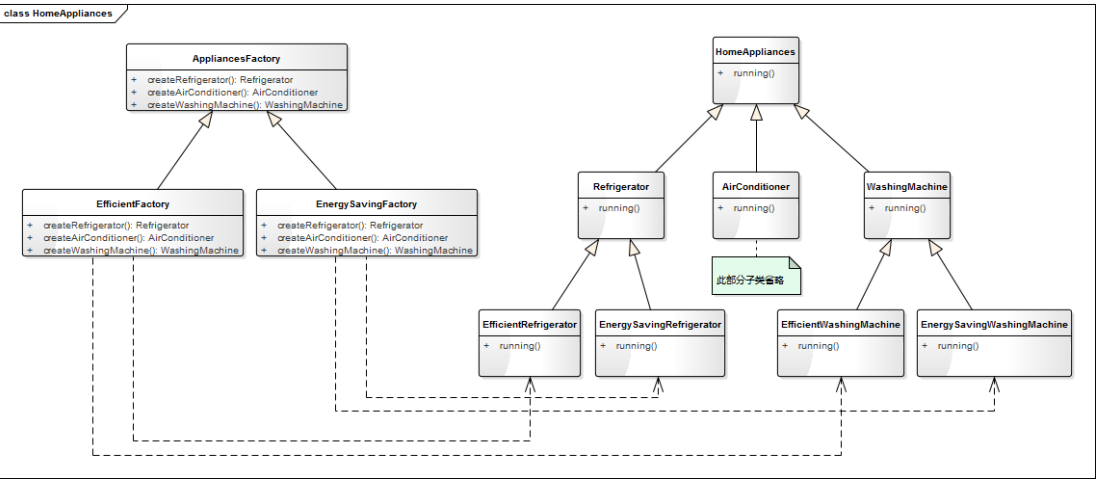 class HomeAppliances
AppliancesFactory
+ createRefrigerator(): Refrigerator
+ createAirConditioner(): AirConditioner
+ createWashingMachine(): WashingMachine
HomeAppliances
+ running()
EfficientFactory
+ createRefrigerator(): Refrigerator
+ createAirConditioner(): AirConditioner
+ createWashingMachine(): WashingMachine
EnergySavingFactory
+ createRefrigerator(): Refrigerator
+ createAirConditioner(): AirConditioner
+ createWashingMachine(): WashingMachine
Refrigerator
+ running()
AirConditioner
+ running()
WashingMachine
+ running()
此部分子类省略
EfficientRefrigerator
+ running()
EnergySavingRefrigerator
+ running()
EfficientWashingMachine
+ running()
EnergySavingWashingMachine
+ running()